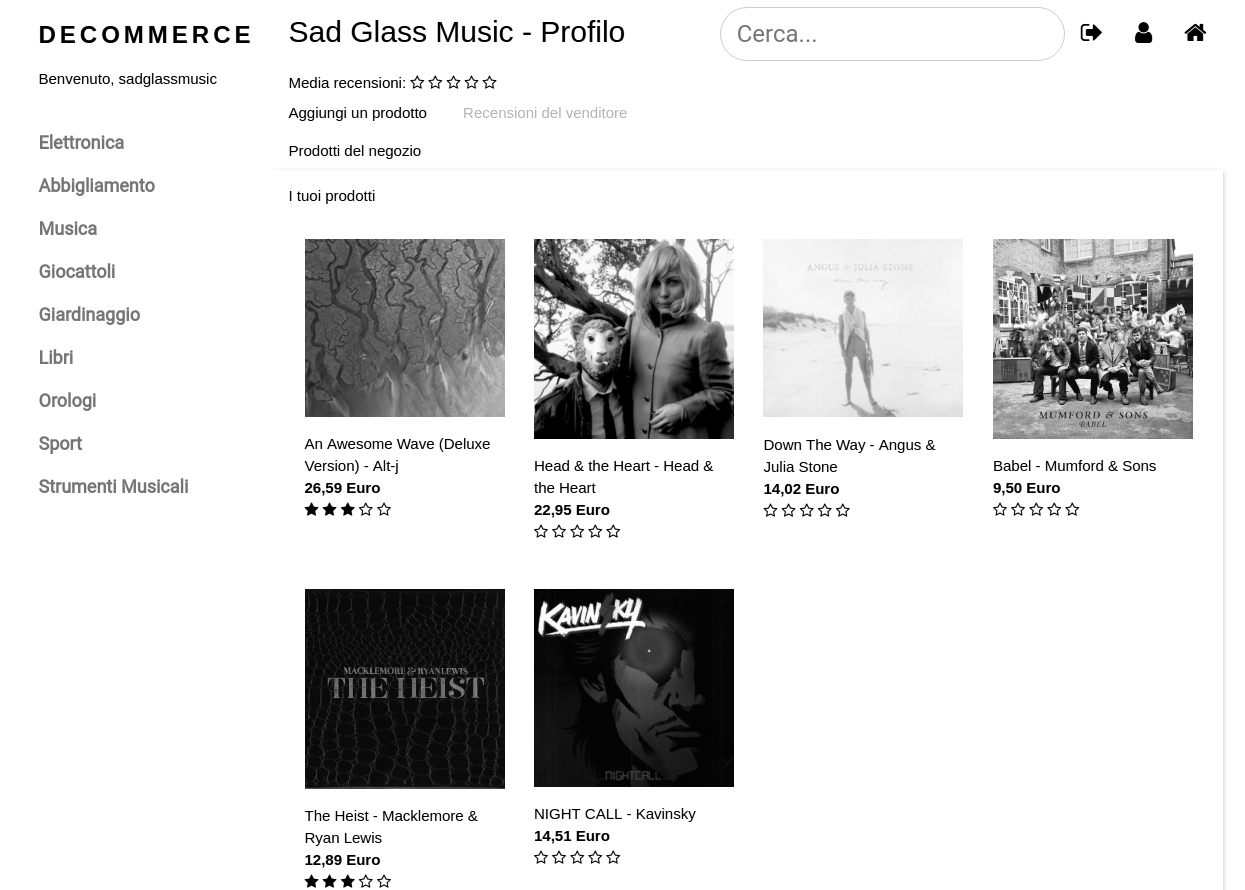 DECOMMERCE
Benvenuto, sadglassmusic
Elettronica
Abbigliamento
Musica
Giocattoli
Giardinaggio
Libri
Orologi
Sport
Strumenti Musicali
Sad Glass Music - Profilo
Cerca...
Media recensioni:
Aggiungi un prodotto
Recensioni del venditore
Prodotti del negozio
I tuoi prodotti
An Awesome Wave (Deluxe
Version) - Alt-j
26,59 Euro
Head & the Heart - Head &
the Heart
22,95 Euro
ANGUS & JULIA STONE
down the way
Down The Way - Angus &
Julia Stone
14,02 Euro
MUMFORD & SONS
BABEL
Babel - Mumford & Sons
9,50 Euro
MACKLEMORE & RYAN LEWIS
THE HEIST
The Heist - Macklemore &
Ryan Lewis
12,89 Euro
KAVINSKY
NIGHTCALL
NIGHT CALL - Kavinsky
14,51 Euro